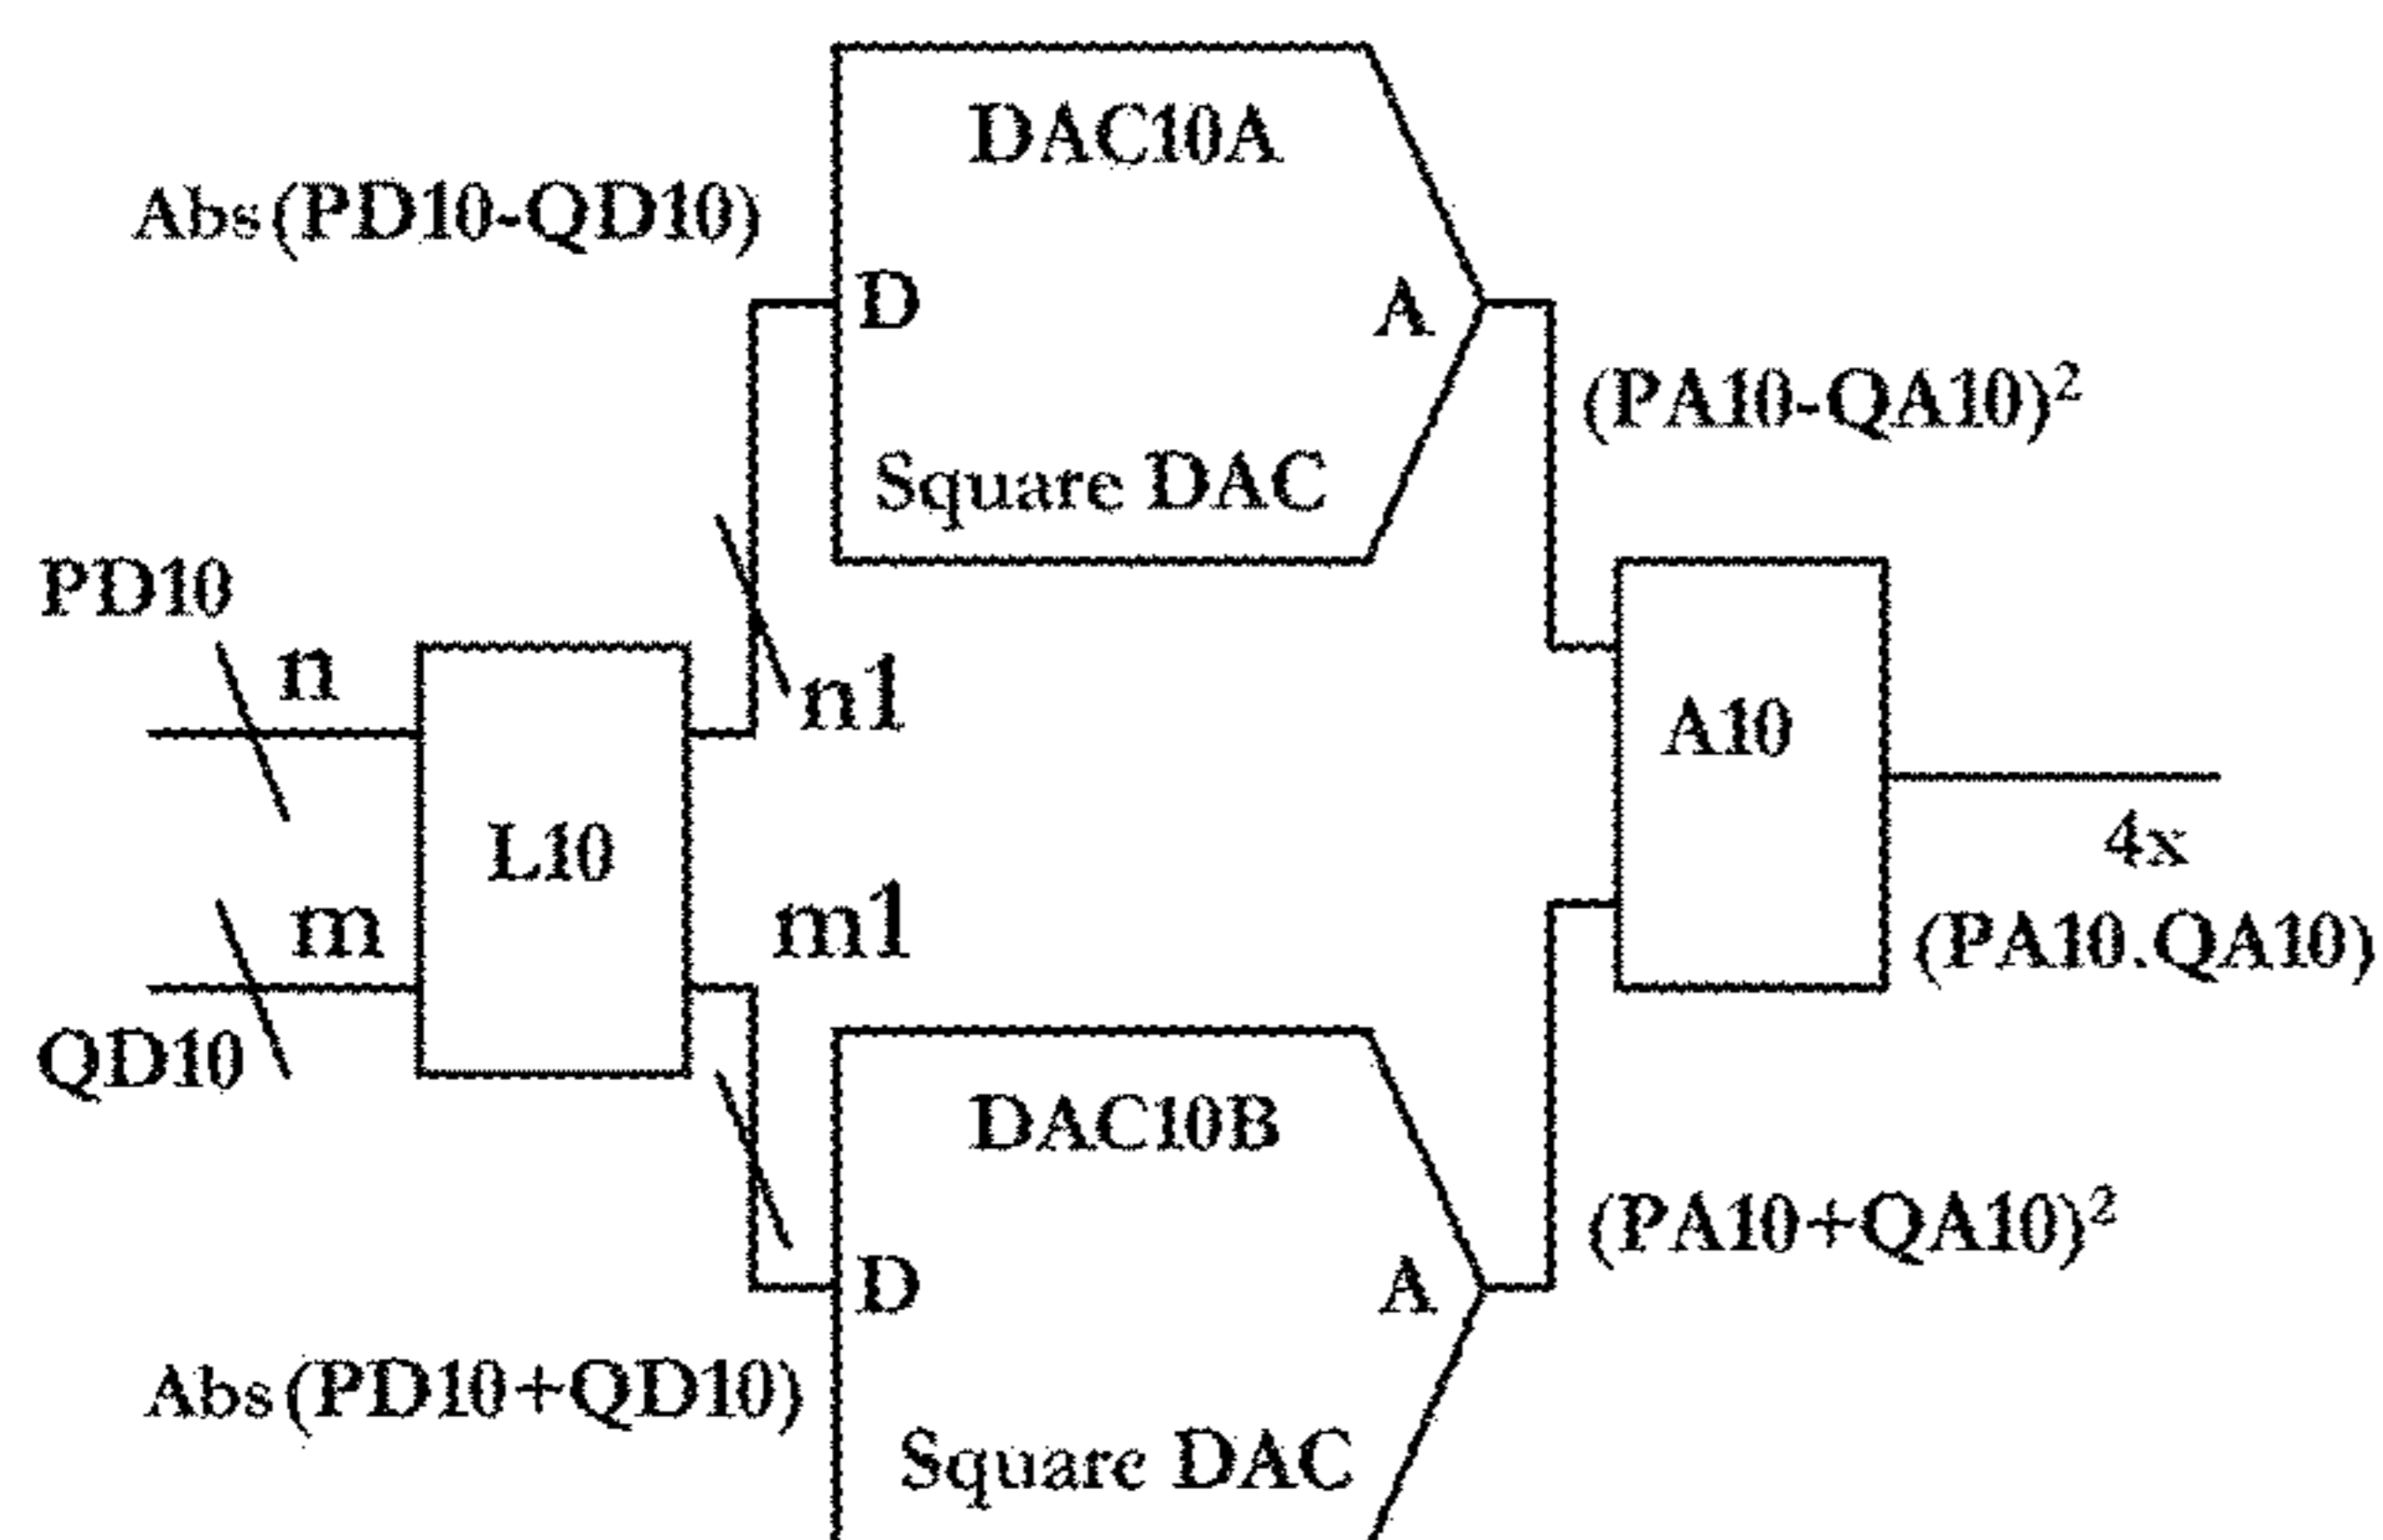 DAC10A
Abs(PD10-QD10)
D
A
(PA10-QA10)²
Square DAC
PD10
n
n1
A10
L10
4x
m
m1
(PA10.QA10)
QD10
DAC10B
(PA10+QA10)²
D
A
Abs(PD10+QD10)
Square DAC